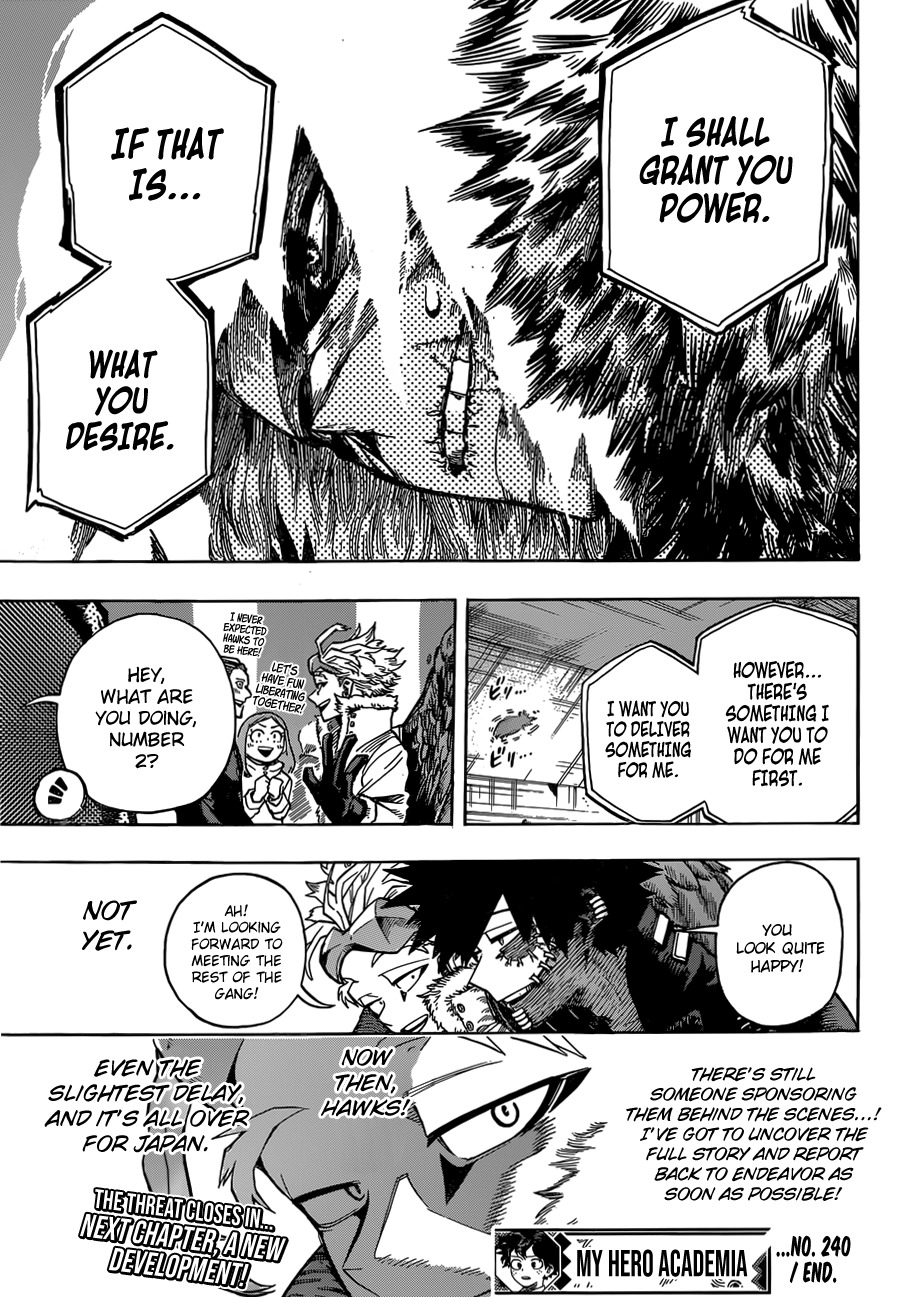 I SHALL
GRANT YOU
POWER.
IF THAT
IS...
WHAT
YOU
DESIRE.
HOWEVER...
THERE'S
SOMETHING I
WANT YOU TO
DO FOR ME
FIRST.
I WANT YOU
TO DELIVER
SOMETHING
FOR ME.
ビリ...
ビリ...
I NEVER
EXPECTED
HAWKS TO
BE HERE!
LET'S
HAVE FUN
LIBERATING
TOGETHER!
HEY,
WHAT ARE
YOU DOING,
NUMBER
2?
YOU
LOOK QUITE
HAPPY!
AH!
I'M LOOKING
FORWARD TO
MEETING THE
REST OF THE
GANG!
NOT
YET.
THERE'S STILL
SOMEONE SPONSORING
THEM BEHIND THE SCENES...!
I'VE GOT TO UNCOVER THE
FULL STORY AND REPORT
BACK TO ENDEAVOR AS
SOON AS POSSIBLE!
NOW
THEN,
HAWKS!
EVEN THE
SLIGHTEST DELAY,
AND IT'S ALL OVER
FOR JAPAN.
THE THREAT CLOSES IN...
NEXT CHAPTER, A NEW
DEVELOPMENT!
MY HERO ACADEMIA
...NO. 240
/ END.